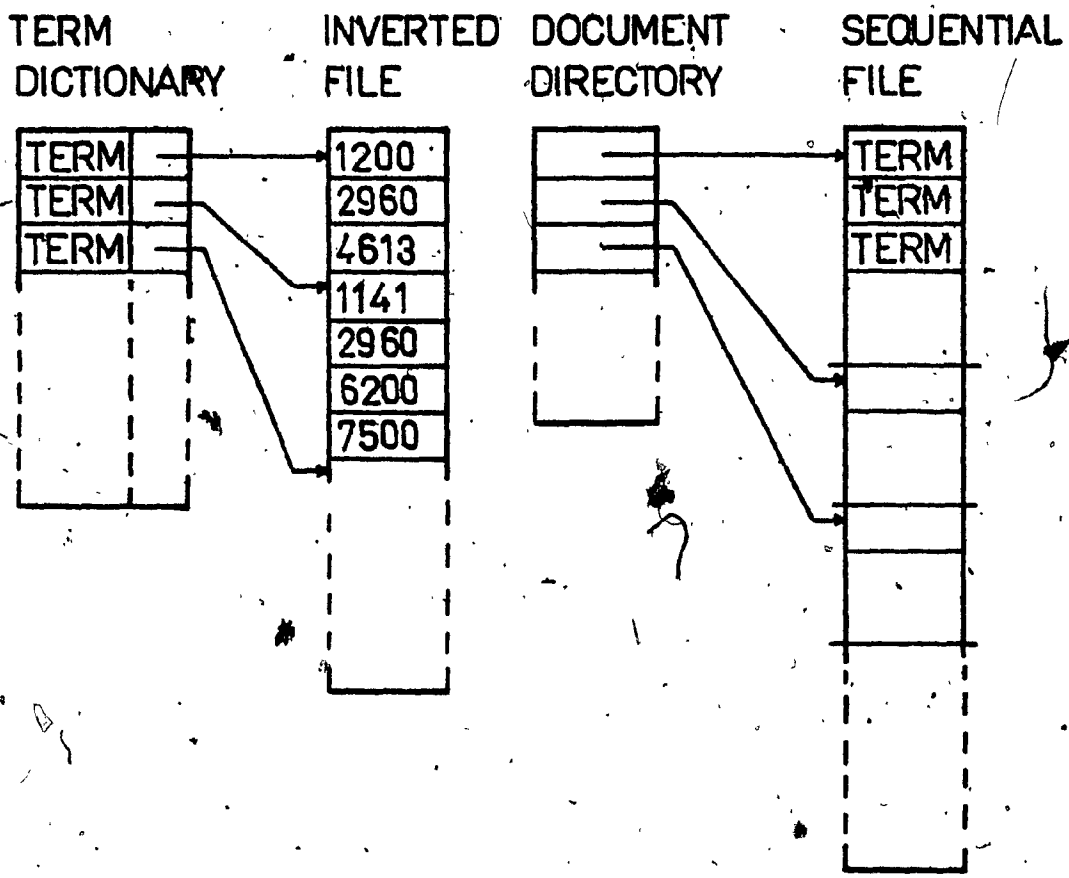 TERM DICTIONARY
INVERTED FILE
DOCUMENT DIRECTORY
SEQUENTIAL FILE
TERM
TERM
TERM
1200
2960
4613
1141
2960
6200
7500
TERM
TERM
TERM